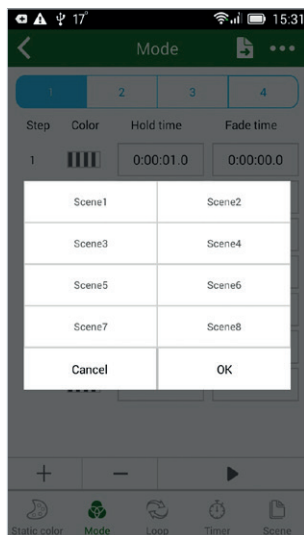 17° 15:31
Mode
1 2 3 4
Step Color Hold time Fade time
1 0:00:01.0 0:00:00.0
Scene1 Scene2
Scene3 Scene4
Scene5 Scene6
Scene7 Scene8
Cancel OK
+ −
Static color Mode Loop Timer Scene